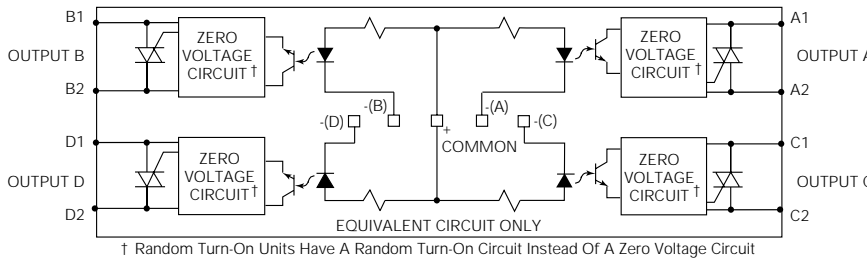 B1
OUTPUT B
B2
ZERO
VOLTAGE
CIRCUIT †
ZERO
VOLTAGE
CIRCUIT †
A1
OUTPUT A
A2
-(D)
-(B)
+
COMMON
-(A)
-(C)
D1
OUTPUT D
D2
ZERO
VOLTAGE
CIRCUIT †
ZERO
VOLTAGE
CIRCUIT †
C1
OUTPUT C
C2
EQUIVALENT CIRCUIT ONLY
† Random Turn-On Units Have A Random Turn-On Circuit Instead Of A Zero Voltage Circuit